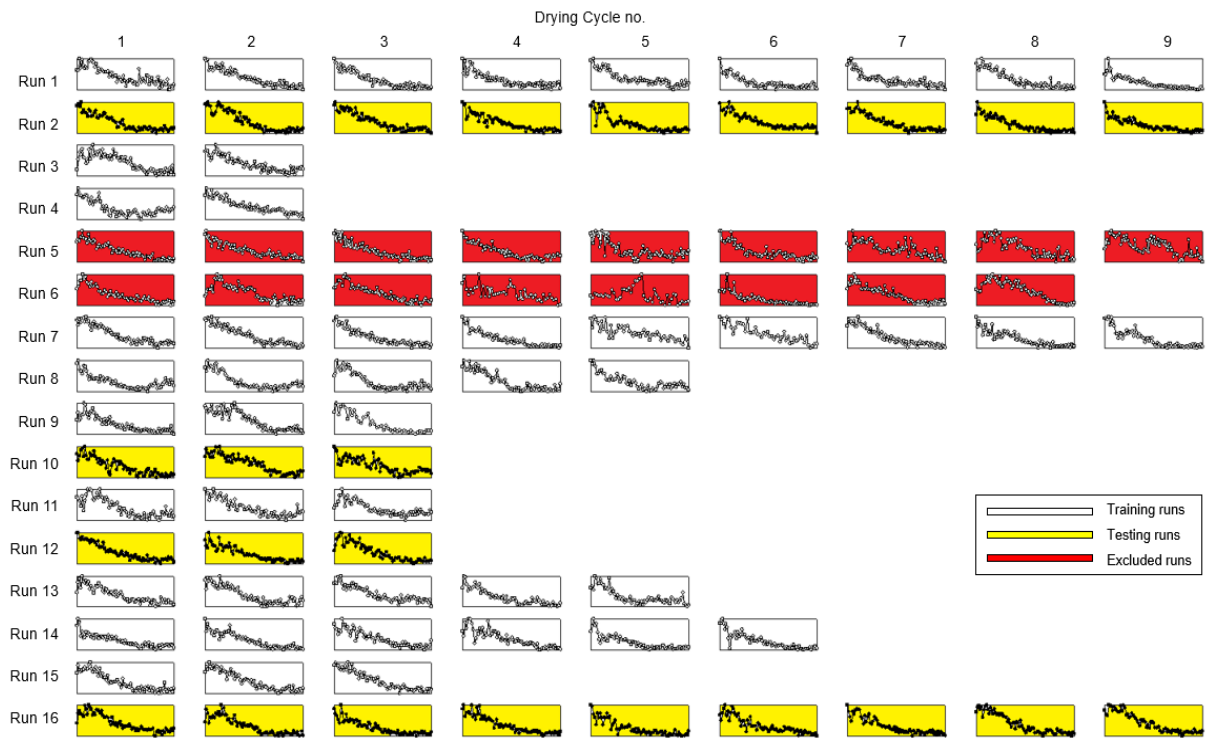 Drying Cycle no.
1 2 3 4 5 6 7 8 9
Run 1
Run 2
Run 3
Run 4
Run 5
Run 6
Run 7
Run 8
Run 9
Run 10
Run 11
Run 12
Run 13
Run 14
Run 15
Run 16
Training runs
Testing runs
Excluded runs